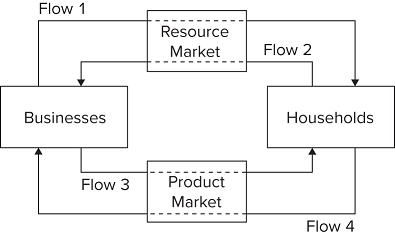 Flow 1
Resource
Market
Flow 2
Businesses
Households
Flow 3
Product
Market
Flow 4